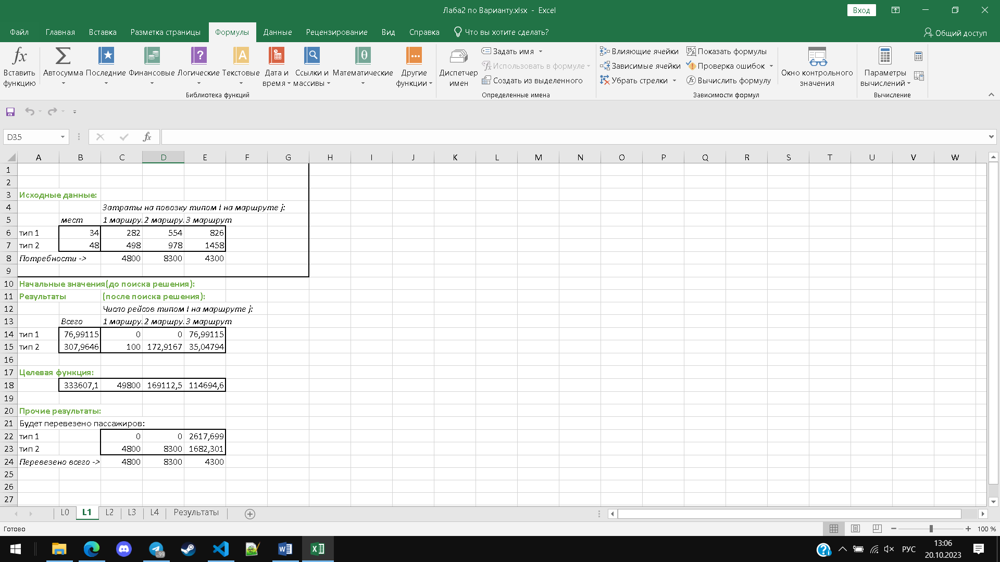 Лаба2 по Варианту.xlsx - Excel
Вход
Файл Главная Вставка Разметка страницы Формулы Данные Рецензирование Вид Справка Что вы хотите сделать? Общий доступ
Вставить функцию
Автосумма
Последние
Финансовые
Логические
Текстовые
Дата и время
Ссылки и массивы
Математические
Другие функции
Библиотека функций
Диспетчер имен
Задать имя
Использовать в формуле
Создать из выделенного
Определенные имена
Влияющие ячейки
Зависимые ячейки
Убрать стрелки
Показать формулы
Проверка ошибок
Вычислить формулу
Зависимости формул
Окно контрольного значения
Параметры вычислений
Вычисление
D35
A B C D E F G H I J K L M N O P Q R S T U V W
1
2
3 Исходные данные:
4 Затраты на повозку типом I на маршруте j:
5 мест 1 маршру 2 маршру 3 маршрут
6 тип 1 34 282 554 826
7 тип 2 48 498 978 1458
8 Потребности -> 4800 8300 4300
9
10 Начальные значения(до поиска решения):
11 Результаты (после поиска решения):
12 Число рейсов типом I на маршруте j:
13 Всего 1 маршру 2 маршру 3 маршрут
14 тип 1 76,99115 0 0 76,99115
15 тип 2 307,9646 100 172,9167 35,04794
16
17 Целевая функция:
18 333607,1 49800 169112,5 114694,6
19
20 Прочие результаты:
21 Будет перевезено пассажиров:
22 тип 1 0 0 2617,699
23 тип 2 4800 8300 1682,301
24 Перевезено всего -> 4800 8300 4300
25
26
27
L0 L1 L2 L3 L4 Результаты
Готово
100 %
99
РУС
13:06
20.10.2023